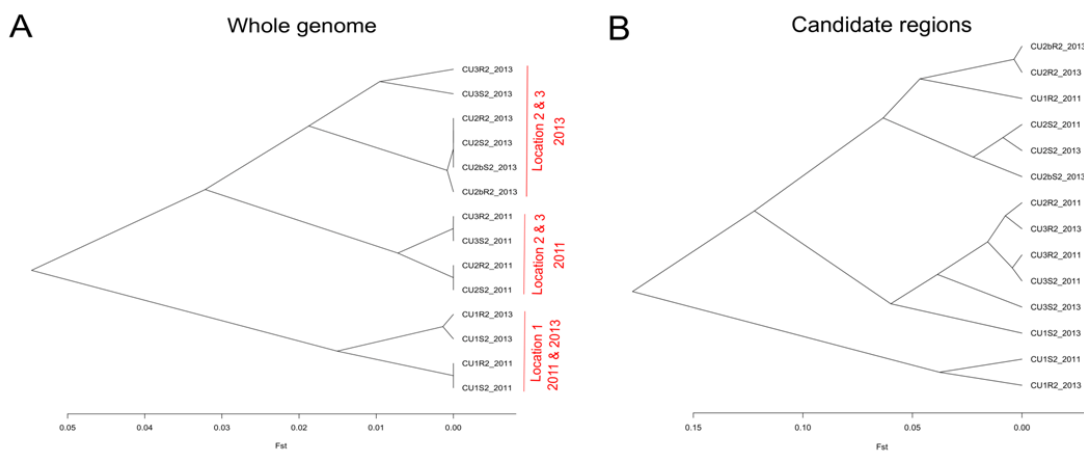 A
Whole genome
CU3R2_2013
CU3S2_2013
CU2R2_2013
CU2S2_2013
CU2bS2_2013
CU2bR2_2013
CU3R2_2011
CU3S2_2011
CU2R2_2011
CU2S2_2011
CU1R2_2013
CU1S2_2013
CU1R2_2011
CU1S2_2011
Location 2 & 3
2013
Location 2 & 3
2011
Location 1
2011 & 2013
0.05 0.04 0.03 0.02 0.01 0.00
Fst
B
Candidate regions
CU2bR2_2013
CU2R2_2013
CU1R2_2011
CU2S2_2011
CU2S2_2013
CU2bS2_2013
CU2R2_2011
CU3R2_2013
CU3R2_2011
CU3S2_2011
CU3S2_2013
CU1S2_2013
CU1S2_2011
CU1R2_2013
0.15 0.10 0.05 0.00
Fst